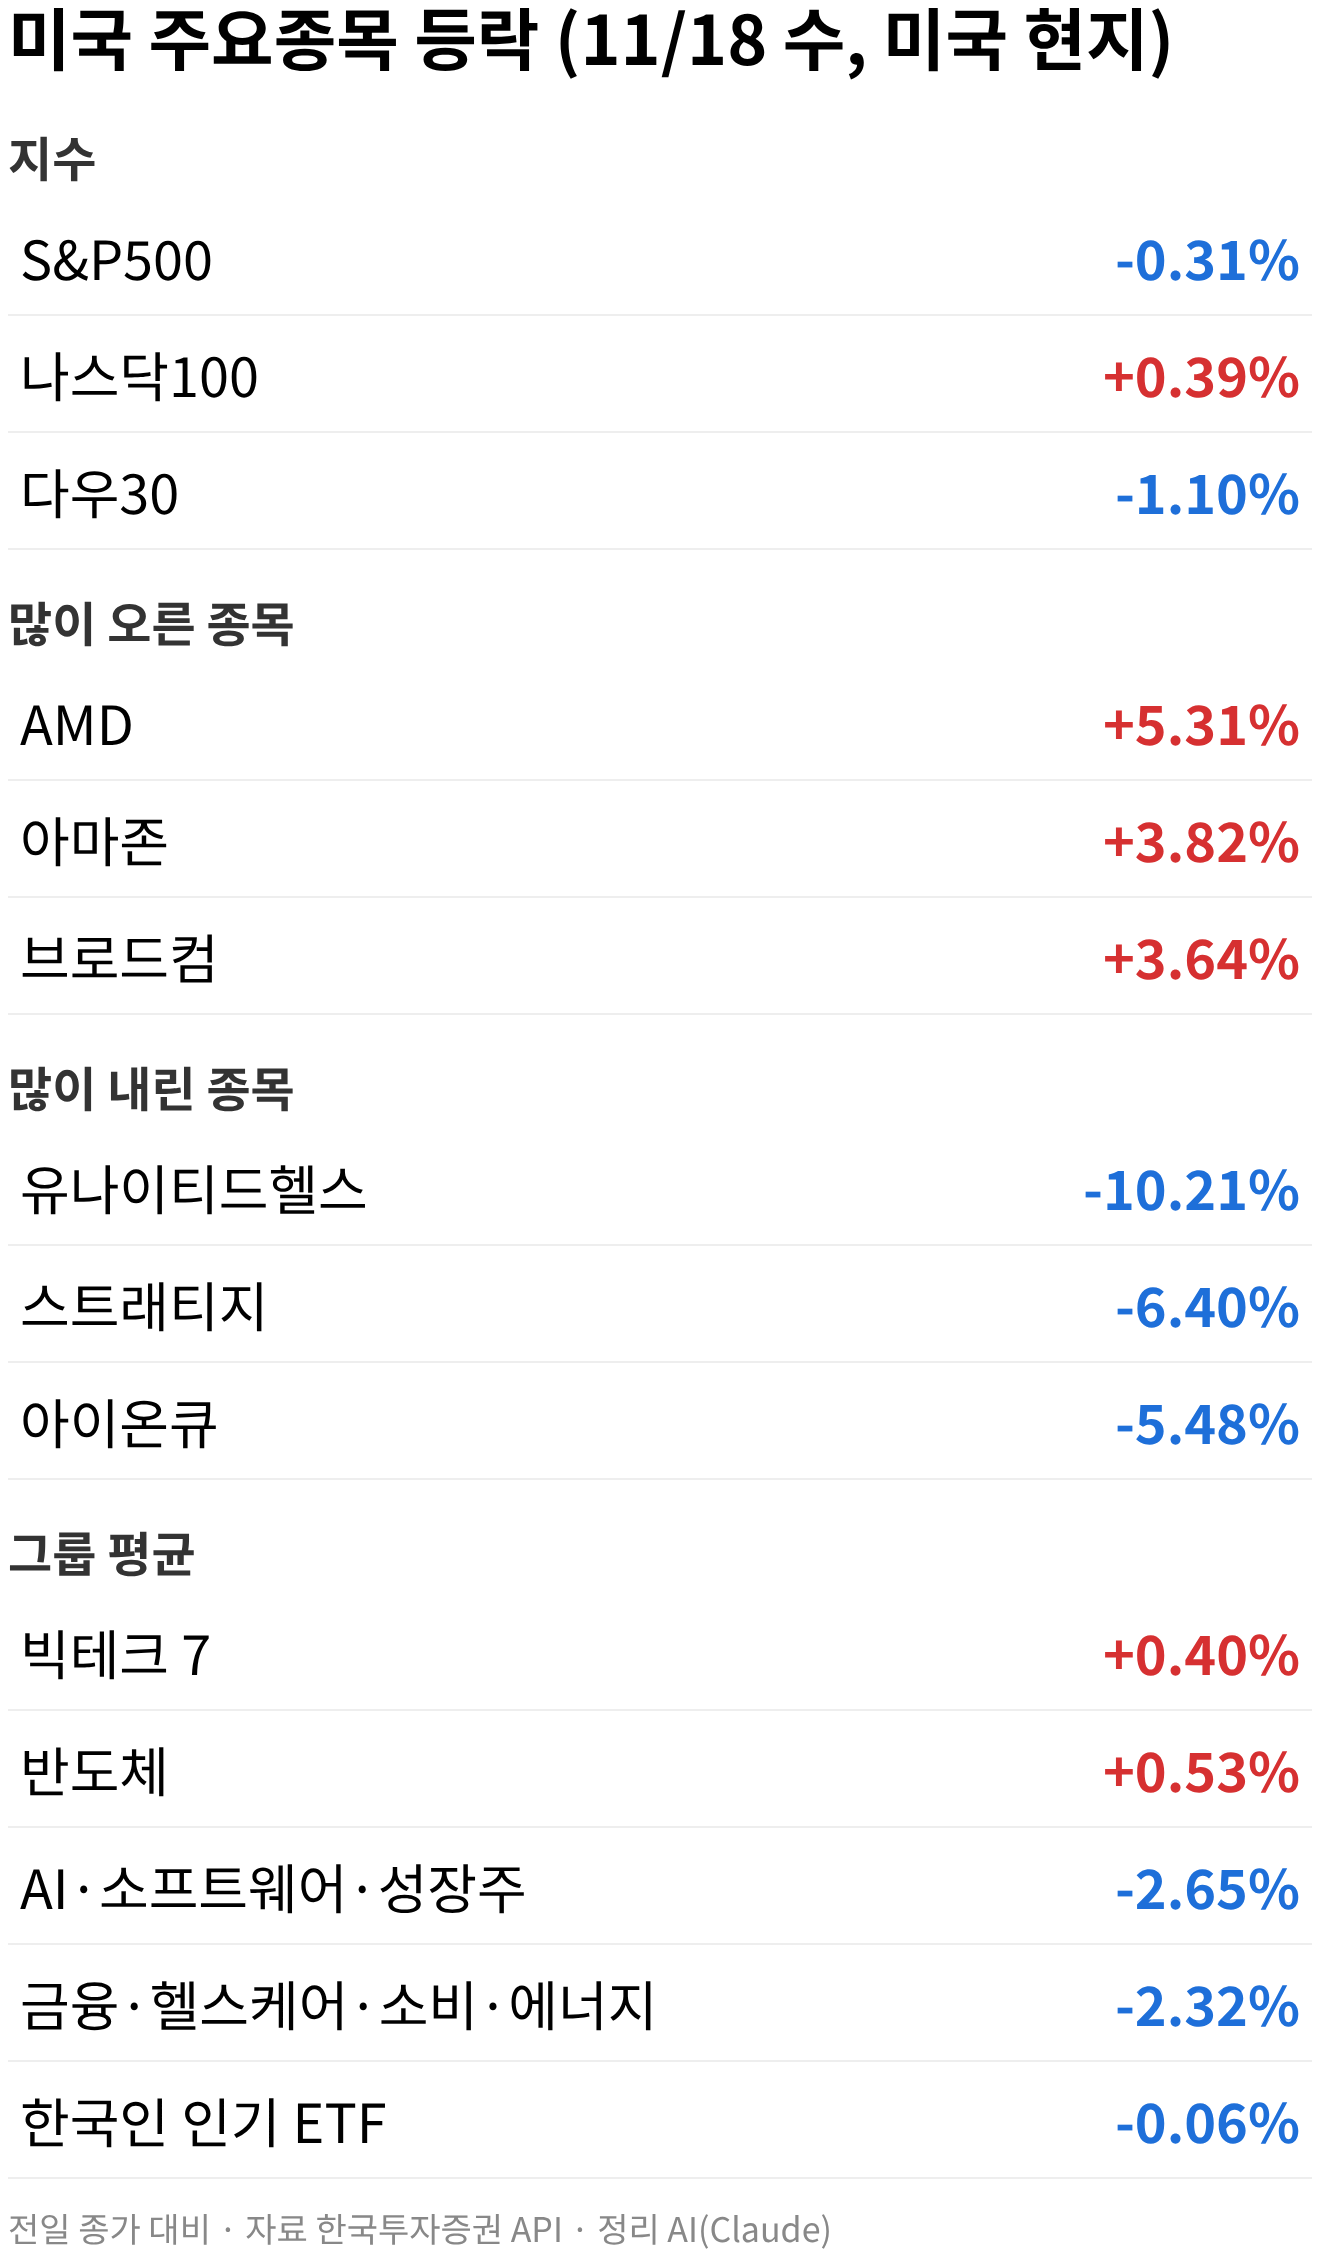 미국 주요종목 등락 (11/18 수, 미국 현지)
지수
S&P500 -0.31%
나스닥100 +0.39%
다우30 -1.10%
많이 오른 종목
AMD +5.31%
아마존 +3.82%
브로드컴 +3.64%
많이 내린 종목
유나이티드헬스 -10.21%
스트래티지 -6.40%
아이온큐 -5.48%
그룹 평균
빅테크 7 +0.40%
반도체 +0.53%
AI·소프트웨어·성장주 -2.65%
금융·헬스케어·소비·에너지 -2.32%
한국인 인기 ETF -0.06%
전일 종가 대비 · 자료 한국투자증권 API · 정리 AI(Claude)